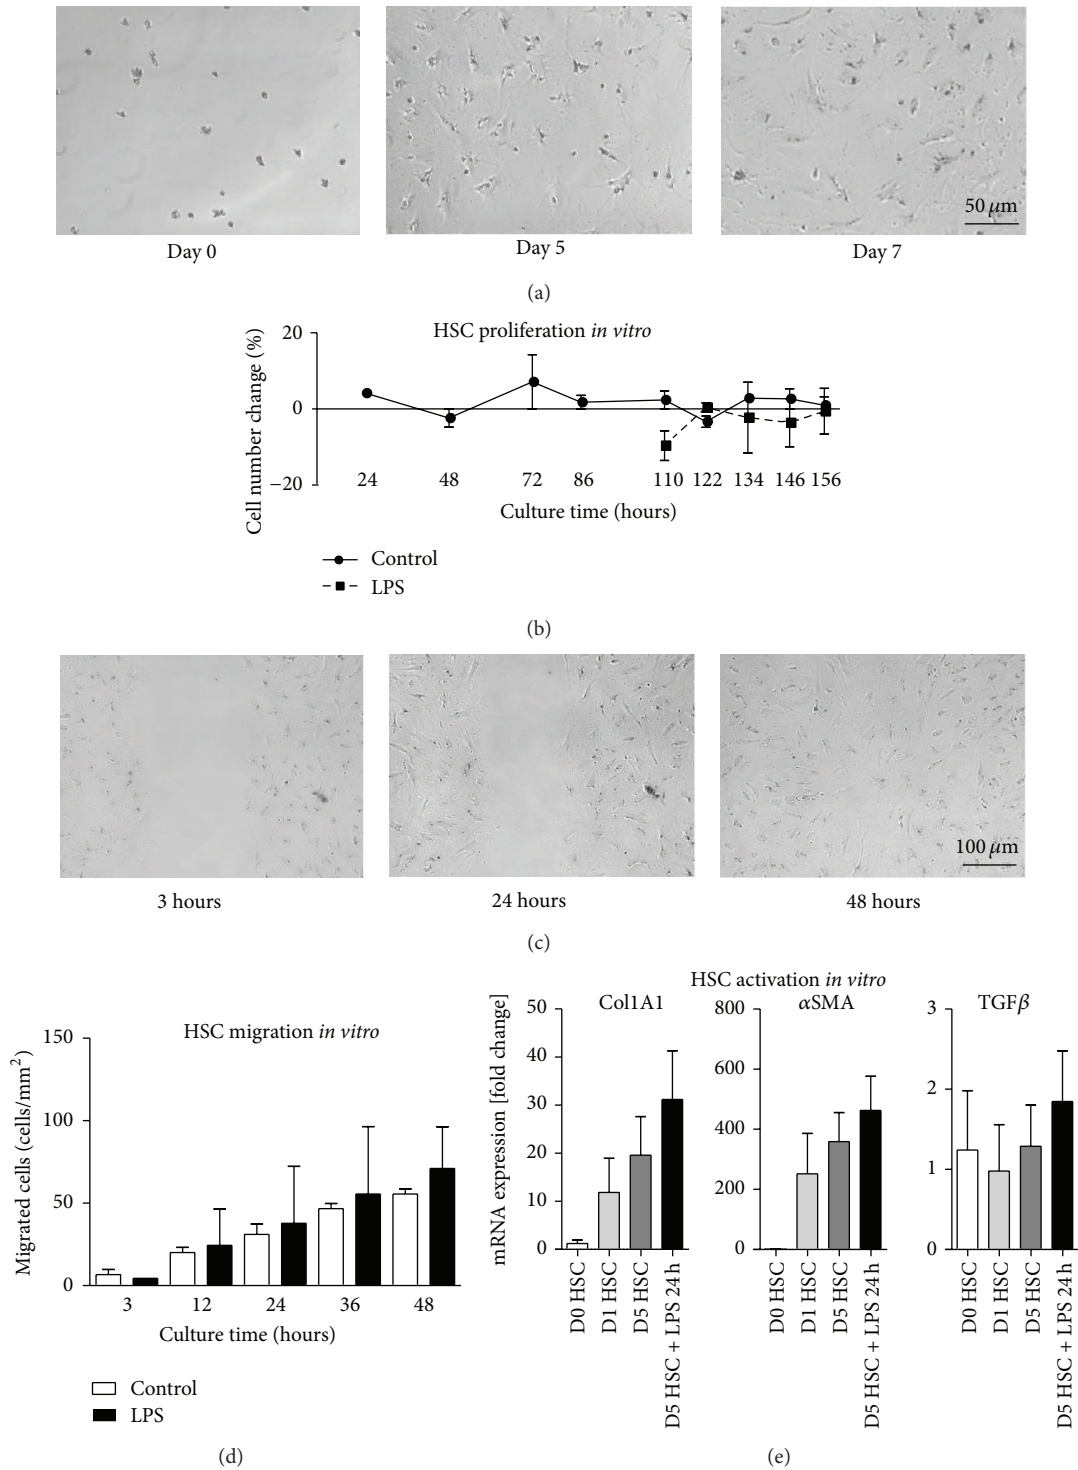 50 μm
Day 0
Day 5
Day 7
(a)
HSC proliferation in vitro
Cell number change (%)
20
0
−20
24 48 72 86 110 122 134 146 156
Culture time (hours)
Control
LPS
(b)
100 μm
3 hours
24 hours
48 hours
(c)
HSC migration in vitro
Migrated cells (cells/mm²)
150
100
50
0
3 12 24 36 48
Culture time (hours)
Control
LPS
(d)
HSC activation in vitro
mRNA expression [fold change]
Col1A1
50
40
30
20
10
0
D0 HSC
D1 HSC
D5 HSC
D5 HSC + LPS 24 h
αSMA
800
600
400
200
0
D0 HSC
D1 HSC
D5 HSC
D5 HSC + LPS 24 h
TGFβ
3
2
1
0
D0 HSC
D1 HSC
D5 HSC
D5 HSC + LPS 24 h
(e)